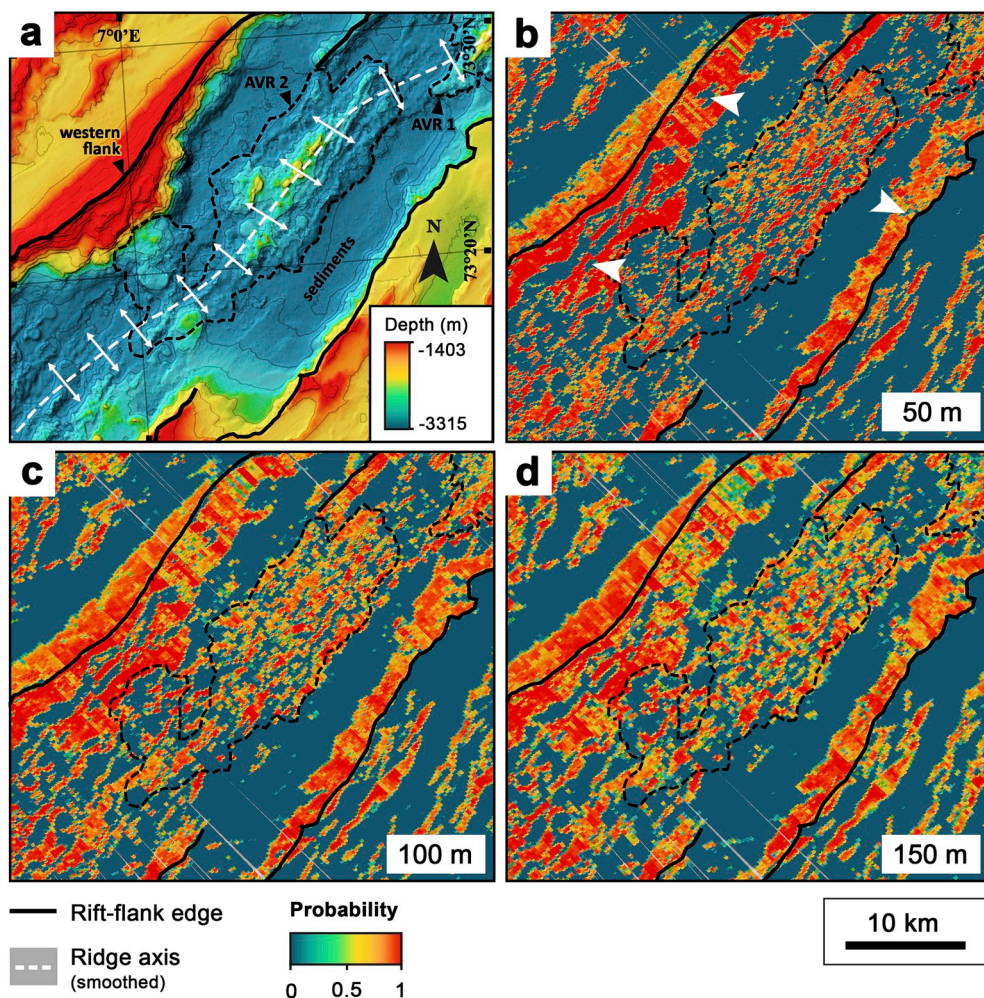 a
7°0'E
73°30'N
AVR 2
AVR 1
western
flank
N
73°20'N
sediments
Depth (m)
-1403
-3315
b
50 m
c
100 m
d
150 m
Rift-flank edge
Ridge axis
(smoothed)
Probability
0 0.5 1
10 km